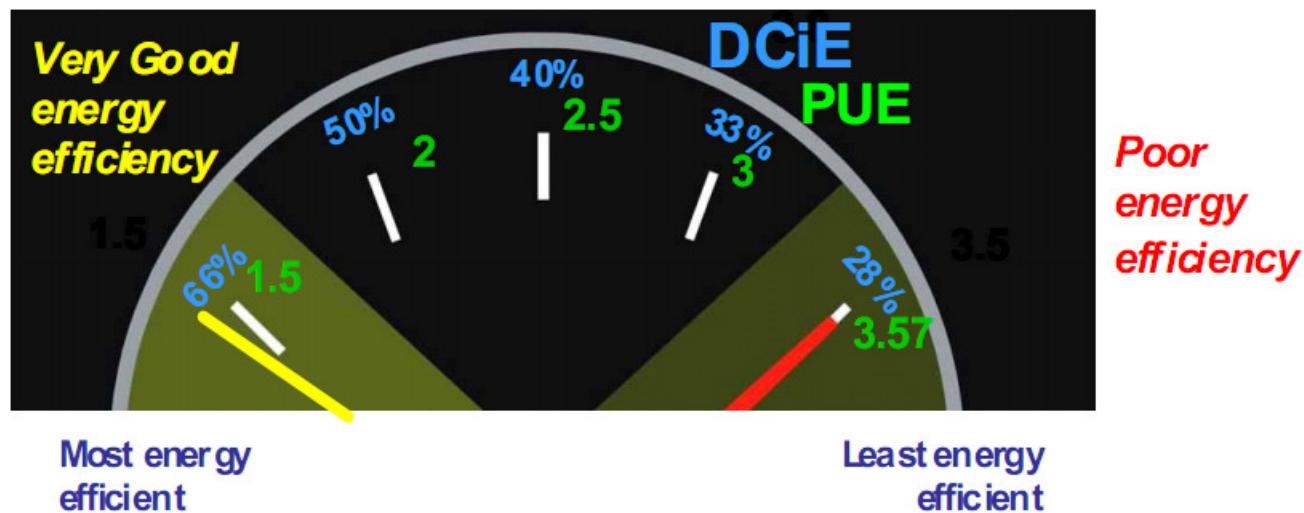 Very Good
energy
efficiency
DCiE
PUE
40%
2.5
50%
2
33%
3
Poor
energy
efficiency
1.5
3.5
66%
1.5
28%
3.57
Most energy
efficient
Least energy
efficient